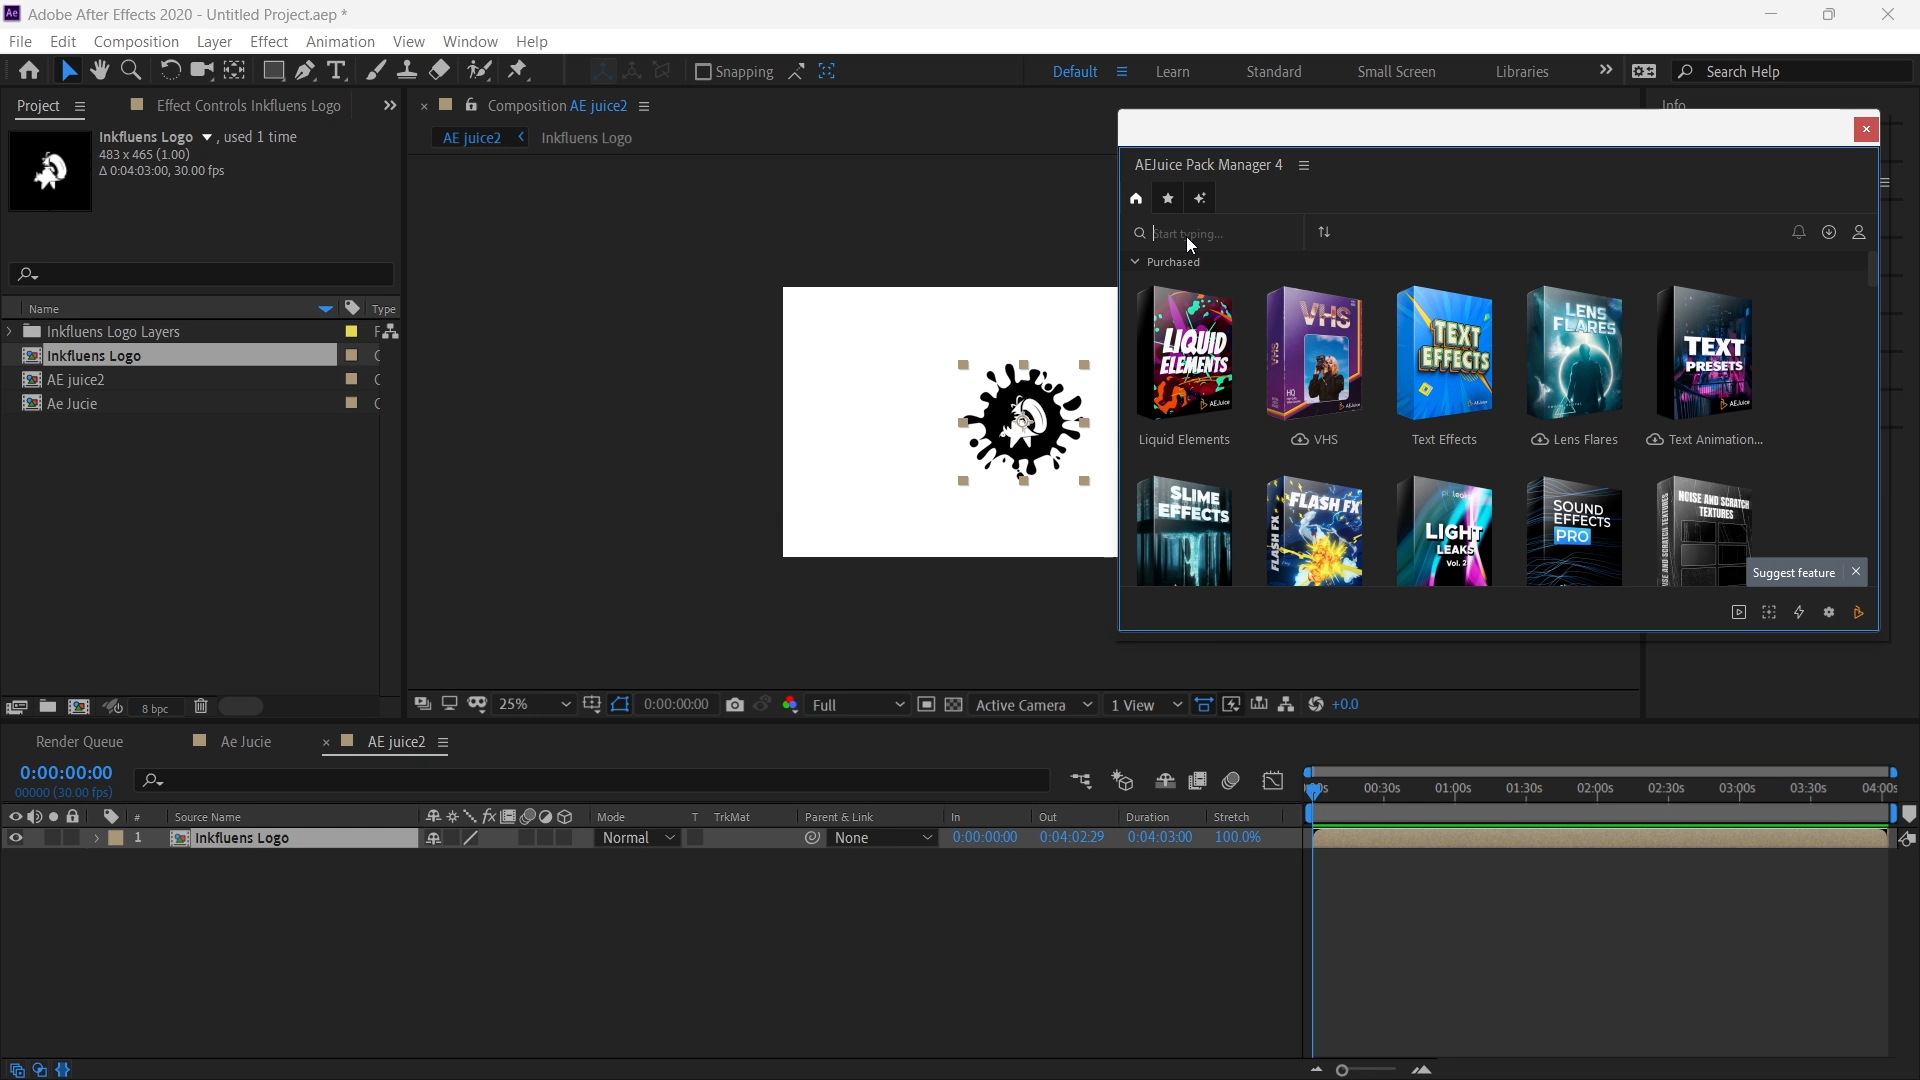 Adobe After Effects 2020 - Untitled Project.aep *
File Edit Composition Layer Effect Animation View Window Help
Snapping
Default Learn Standard Small Screen Libraries Search Help
Project Effect Controls Inkfluens Logo
Composition AE juice2
Info
Inkfluens Logo , used 1 time
483 x 465 (1.00)
Δ 0:04:03:00, 30.00 fps
AE juice2 Inkfluens Logo
AEJuice Pack Manager 4
Start typing...
Purchased
LIQUID ELEMENTS
VHS
TEXT EFFECTS
LENS FLARES
TEXT PRESETS
Liquid Elements
VHS
Text Effects
Lens Flares
Text Animation...
SLIME EFFECTS
FLASH FX
LIGHT LEAKS Vol. 2
SOUND EFFECTS PRO
NOISE AND SCRATCH TEXTURES
Suggest feature
Name Type
Inkfluens Logo Layers
Inkfluens Logo
AE juice2
Ae Jucie
8 bpc
25% 0:00:00:00 Full Active Camera 1 View +0.0
Render Queue Ae Jucie AE juice2
0:00:00:00
00000 (30.00 fps)
00:30s 01:00s 01:30s 02:00s 02:30s 03:00s 03:30s 04:00s
# Source Name Mode T TrkMat Parent & Link In Out Duration Stretch
1 Inkfluens Logo Normal None 0:00:00:00 0:04:02:29 0:04:03:00 100.0%